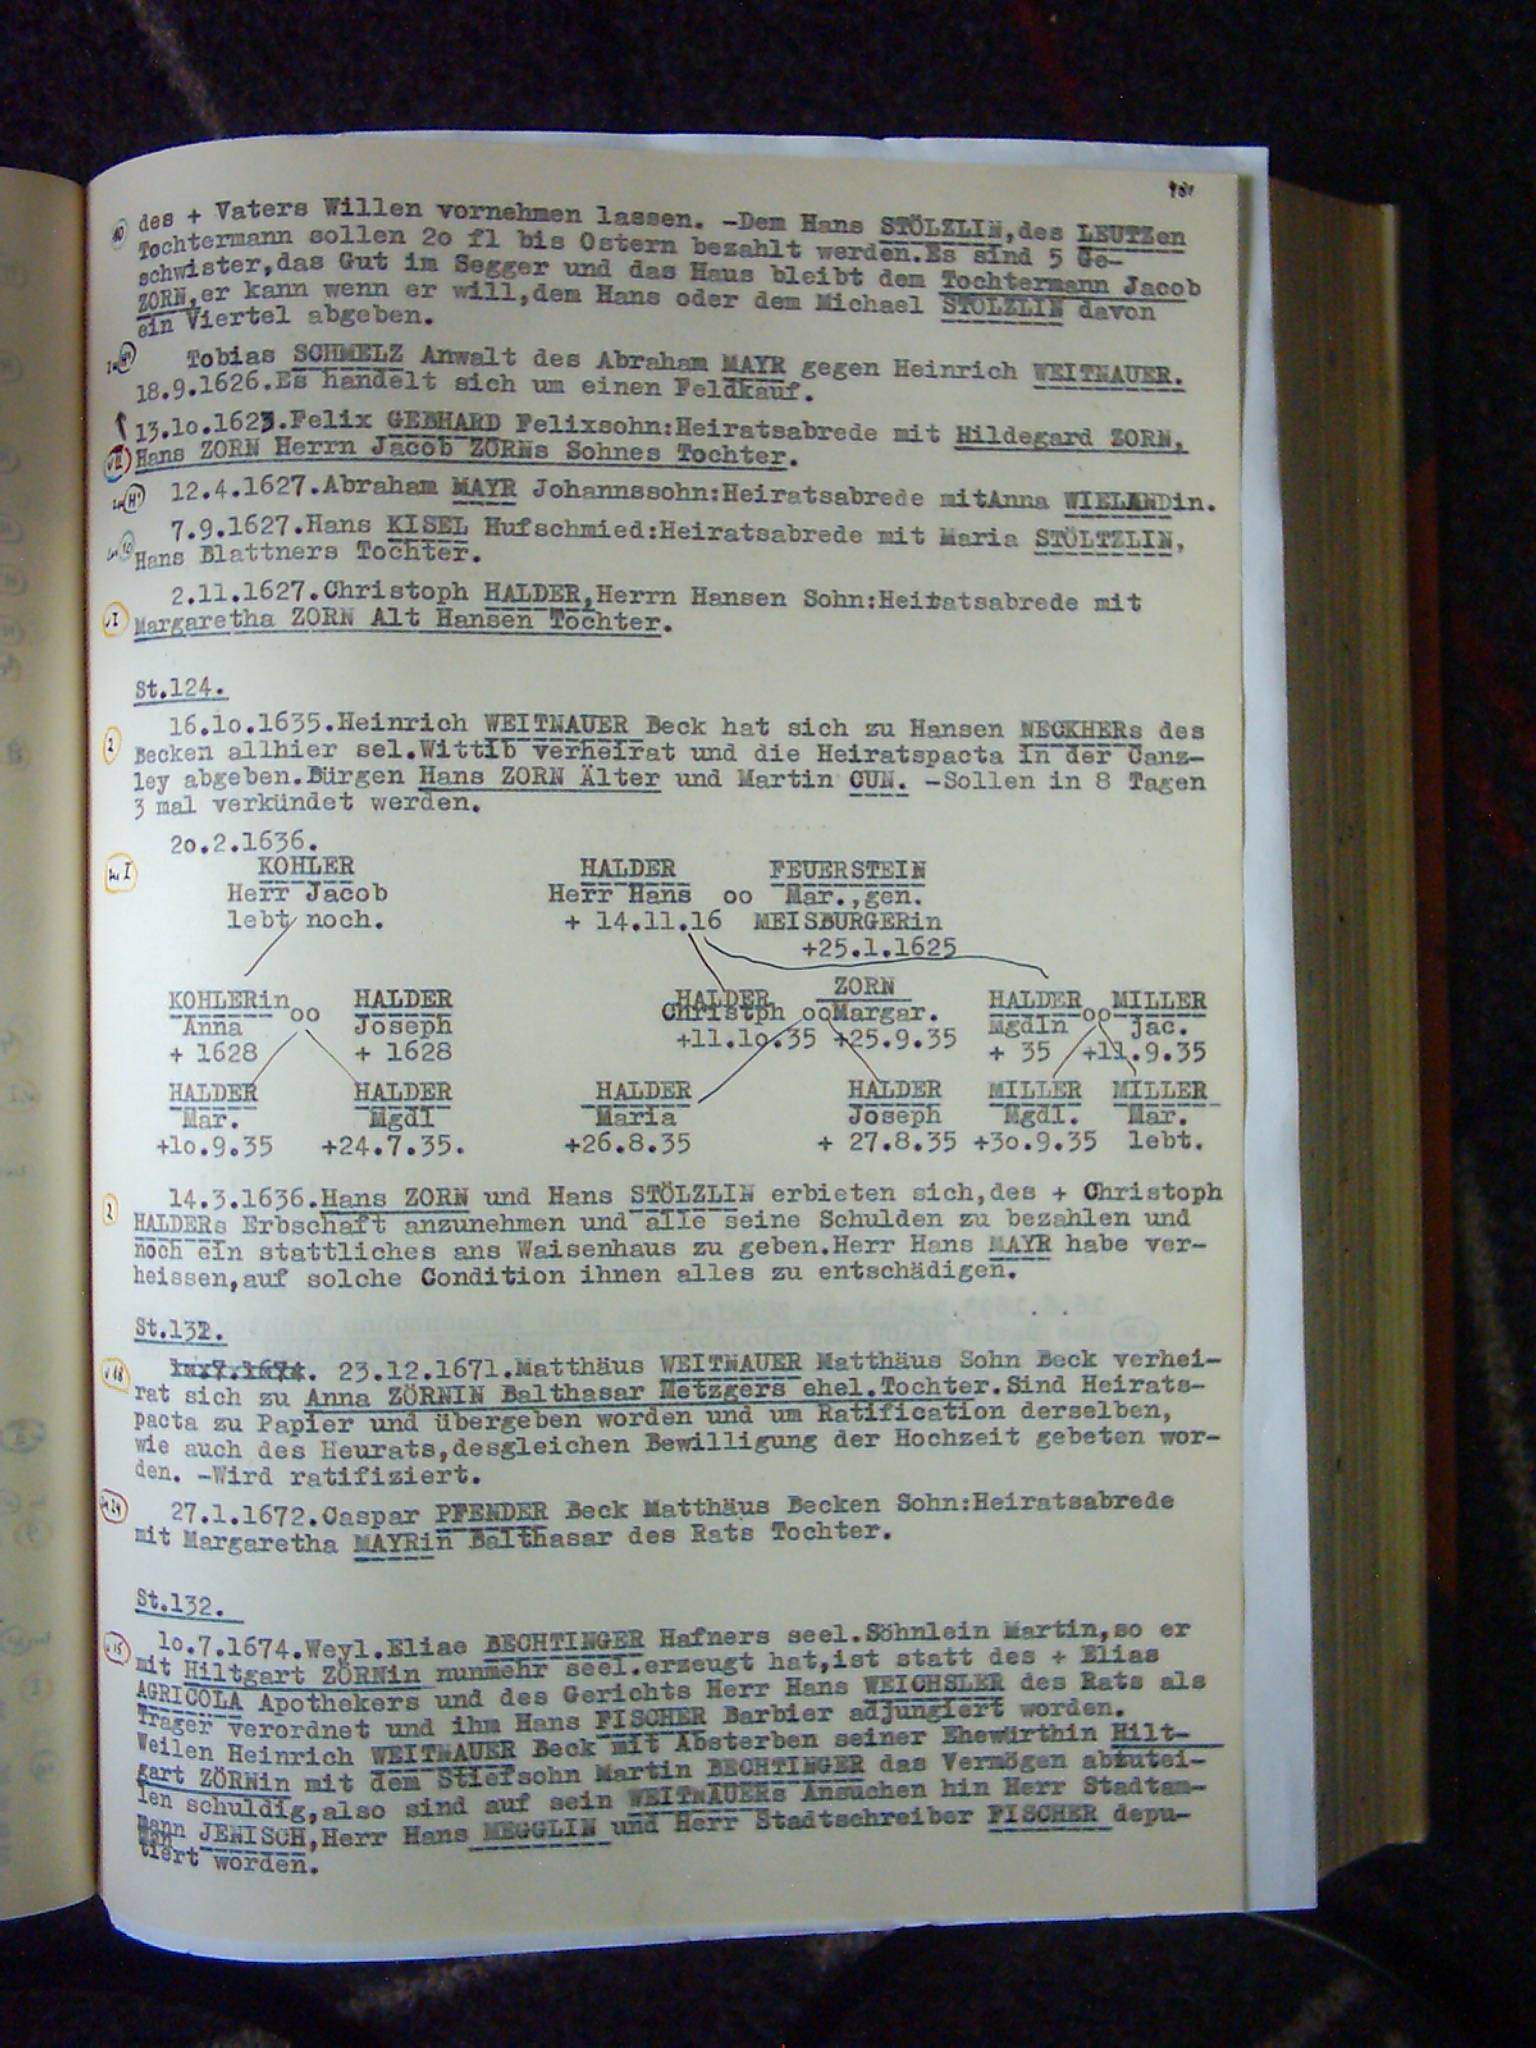 des + Vaters Willen vornehmen lassen. -Dem Hans STÖLZLIN,des LEUTZen
Tochtermann sollen 2o fl bis Ostern bezahlt werden.Es sind 5 Ge-
schwister,das Gut im Segger und das Haus bleibt dem Tochtermann Jacob
ZORN,er kann wenn er will,dem Hans oder dem Michael STÖLZLIN davon
ein Viertel abgeben.
Tobias SCHMELZ Anwalt des Abraham MAYR gegen Heinrich WEITNAUER.
18.9.1626.Es handelt sich um einen Feldkauf.
13.1o.1623.Felix GEBHARD Felixsohn:Heiratsabrede mit Hildegard ZORN,
Hans ZORN Herrn Jacob ZORNs Sohnes Tochter.
12.4.1627.Abraham MAYR Johannssohn:Heiratsabrede mitAnna WIELANDin.
7.9.1627.Hans KISEL Hufschmied:Heiratsabrede mit Maria STÖLTZLIN,
Hans Blattners Tochter.
2.11.1627.Christoph HALDER,Herrn Hansen Sohn:Heiratsabrede mit
Margaretha ZORN Alt Hansen Tochter.
St.124.
16.1o.1635.Heinrich WEITNAUER Beck hat sich zu Hansen NECKHERs des
Becken allhier sel.Wittib verheirat und die Heiratspacta in der Canz-
ley abgeben.Bürgen Hans ZORN Älter und Martin CUN. -Sollen in 8 Tagen
3 mal verkündet werden.
2o.2.1636.
KOHLER HALDER FEUERSTEIN
Herr Jacob Herr Hans oo Mar.,gen.
lebt noch. + 14.11.16 MEISBURGERin
+25.1.1625
KOHLERin oo HALDER HALDER ZORN HALDER oo MILLER
Anna Joseph Christph oo Margar. Mgdln Jac.
+ 1628 + 1628 +11.1o.35 +25.9.35 + 35 +11.9.35
HALDER HALDER HALDER HALDER MILLER MILLER
Mar. Mgdl Maria Joseph Mgdl. Mar.
+1o.9.35 +24.7.35. +26.8.35 + 27.8.35 +3o.9.35 lebt.
14.3.1636.Hans ZORN und Hans STÖLZLIN erbieten sich,des + Christoph
HALDERs Erbschaft anzunehmen und alle seine Schulden zu bezahlen und
noch ein stattliches ans Waisenhaus zu geben.Herr Hans MAYR habe ver-
heissen,auf solche Condition ihnen alles zu entschädigen.
St.131.
23.12.1671.Matthäus WEITNAUER Matthäus Sohn Beck verhei-
rat sich zu Anna ZÖRNIN Balthasar Metzgers ehel.Tochter.Sind Heirats-
pacta zu Papier und übergeben worden und um Ratification derselben,
wie auch des Heurats,desgleichen Bewilligung der Hochzeit gebeten wor-
den. -Wird ratifiziert.
27.1.1672.Caspar PFENDER Beck Matthäus Becken Sohn:Heiratsabrede
mit Margaretha MAYRin Balthasar des Rats Tochter.
St.132.
1o.7.1674.Weyl.Eliae BECHTINGER Hafners seel.Söhnlein Martin,so er
mit Hiltgart ZÖRNin nunmehr seel.erzeugt hat,ist statt des + Elias
AGRICOLA Apothekers und des Gerichts Herr Hans WEICHSLER des Rats als
Träger verordnet und ihm Hans FISCHER Barbier adjungiert worden.
Weilen Heinrich WEITNAUER Beck mit Absterben seiner Ehewürthin Hilt-
gart ZÖRNin mit dem Stiefsohn Martin BECHTINGER das Vermögen abzutei-
len schuldig,also sind auf sein WEITNAUERs Ansuchen hin Herr Stadtam-
mann JENISCH,Herr Hans MEGGLIN und Herr Stadtschreiber FISCHER depu-
tiert worden.